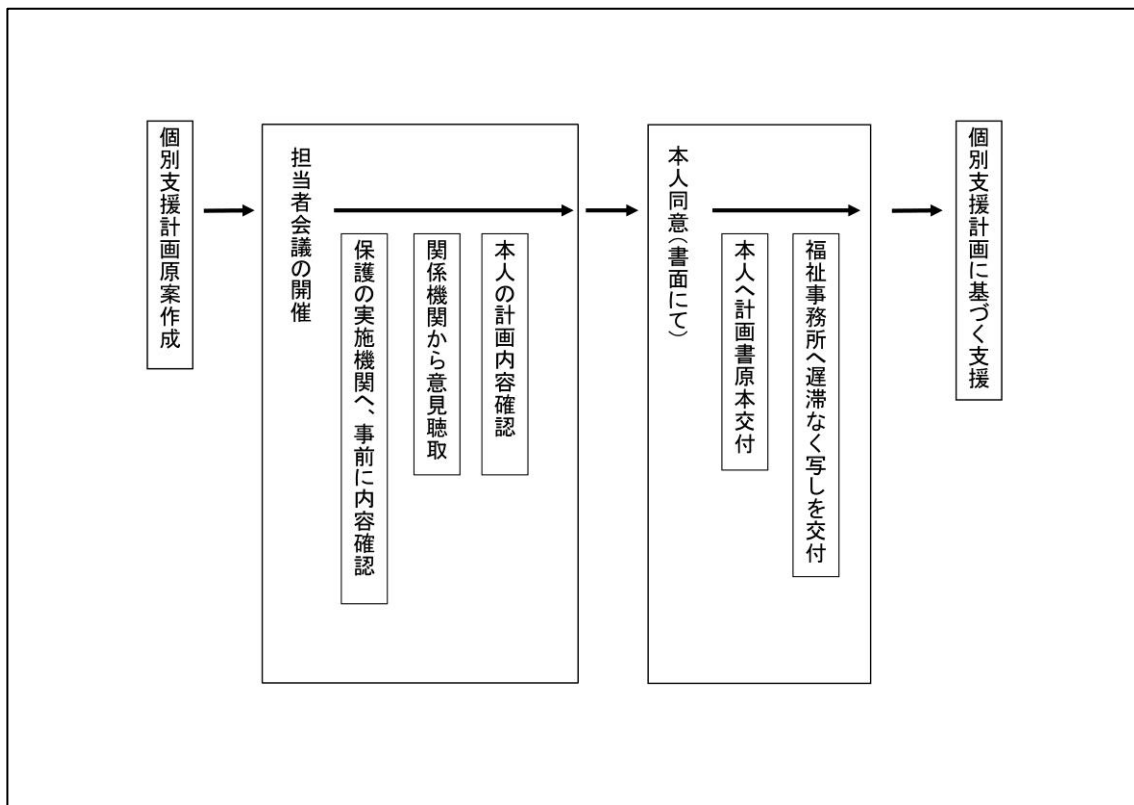 個別支援計画原案作成
担当者会議の開催
保護の実施機関へ、事前に内容確認
関係機関から意見聴取
本人の計画内容確認
本人同意（書面にて）
本人へ計画書原本交付
福祉事務所へ遅滞なく写しを交付
個別支援計画に基づく支援